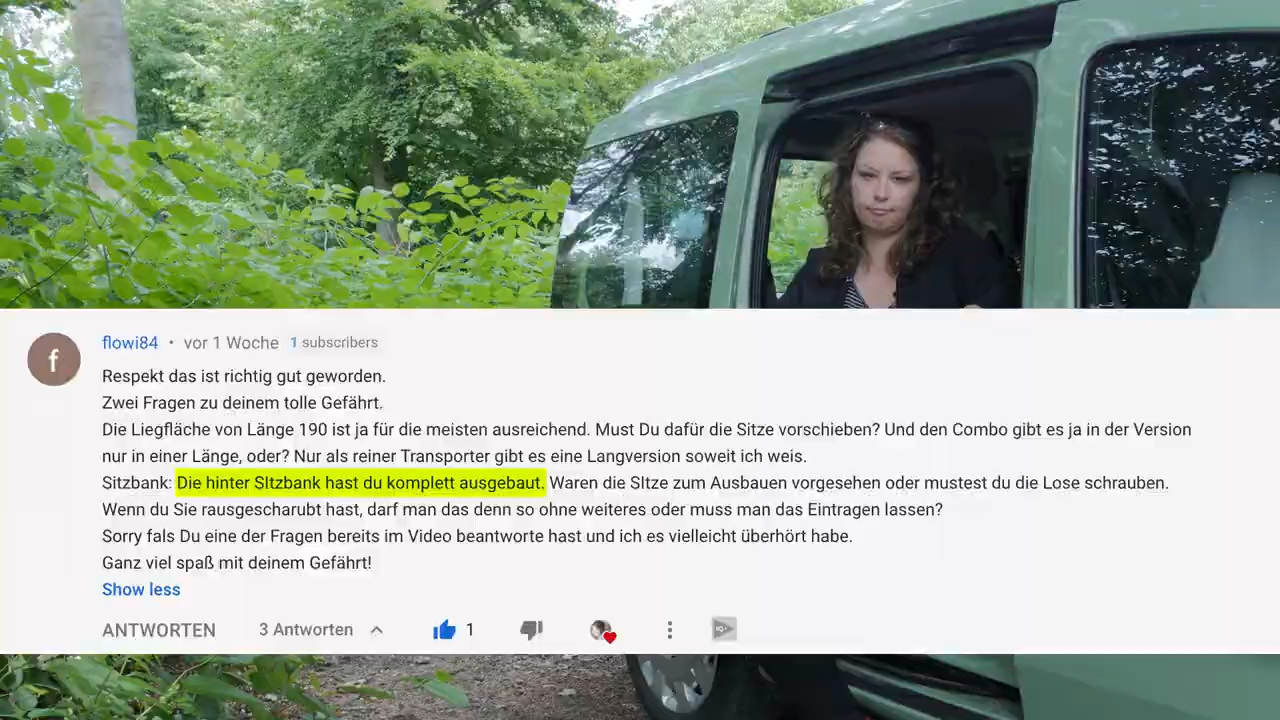 flowi84 • vor 1 Woche 1 subscribers
f
Respekt das ist richtig gut geworden.
Zwei Fragen zu deinem tolle Gefährt.
Die Liegfläche von Länge 190 ist ja für die meisten ausreichend. Must Du dafür die Sitze vorschieben? Und den Combo gibt es ja in der Version
nur in einer Länge, oder? Nur als reiner Transporter gibt es eine Langversion soweit ich weis.
Sitzbank: Die hinter SItzbank hast du komplett ausgebaut. Waren die SItze zum Ausbauen vorgesehen oder mustest du die Lose schrauben.
Wenn du Sie rausgescharubt hast, darf man das denn so ohne weiteres oder muss man das Eintragen lassen?
Sorry fals Du eine der Fragen bereits im Video beantworte hast und ich es vielleicht überhört habe.
Ganz viel spaß mit deinem Gefährt!
Show less
ANTWORTEN 3 Antworten 1